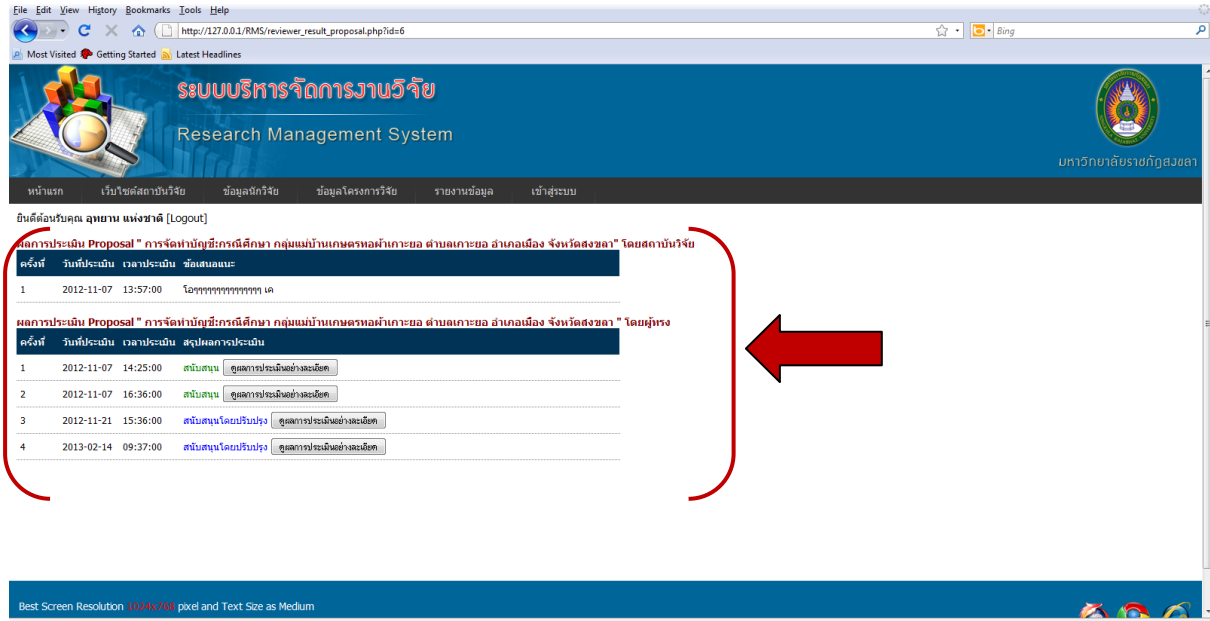 File Edit View History Bookmarks Tools Help
http://127.0.0.1/RMS/reviewer_result_proposal.php?id=6
Bing
Most Visited Getting Started Latest Headlines
ระบบบริหารจัดการงานวิจัย
Research Management System
มหาวิทยาลัยราชภัฏสงขลา
หน้าแรก เว็บไซต์สถาบันวิจัย ข้อมูลนักวิจัย ข้อมูลโครงการวิจัย รายงานข้อมูล เข้าสู่ระบบ
ยินดีต้อนรับคุณ อุทยาน แห่งชาติ [Logout]
ผลการประเมิน Proposal " การจัดทำบัญชี:กรณีศึกษา กลุ่มแม่บ้านเกษตรทอผ้าเกาะยอ ตำบลเกาะยอ อำเภอเมือง จังหวัดสงขลา" โดยสถาบันวิจัย
ครั้งที่ วันที่ประเมิน เวลาประเมิน ข้อเสนอแนะ
1 2012-11-07 13:57:00 เค
ผลการประเมิน Proposal " การจัดทำบัญชี:กรณีศึกษา กลุ่มแม่บ้านเกษตรทอผ้าเกาะยอ ตำบลเกาะยอ อำเภอเมือง จังหวัดสงขลา " โดยผู้ทรง
ครั้งที่ วันที่ประเมิน เวลาประเมิน สรุปผลการประเมิน
1 2012-11-07 14:25:00 สนับสนุน ดูผลการประเมินอย่างละเอียด
2 2012-11-07 16:36:00 สนับสนุน ดูผลการประเมินอย่างละเอียด
3 2012-11-21 15:36:00 สนับสนุนโดยปรับปรุง ดูผลการประเมินอย่างละเอียด
4 2013-02-14 09:37:00 สนับสนุนโดยปรับปรุง ดูผลการประเมินอย่างละเอียด
Best Screen Resolution 1024x768 pixel and Text Size as Medium